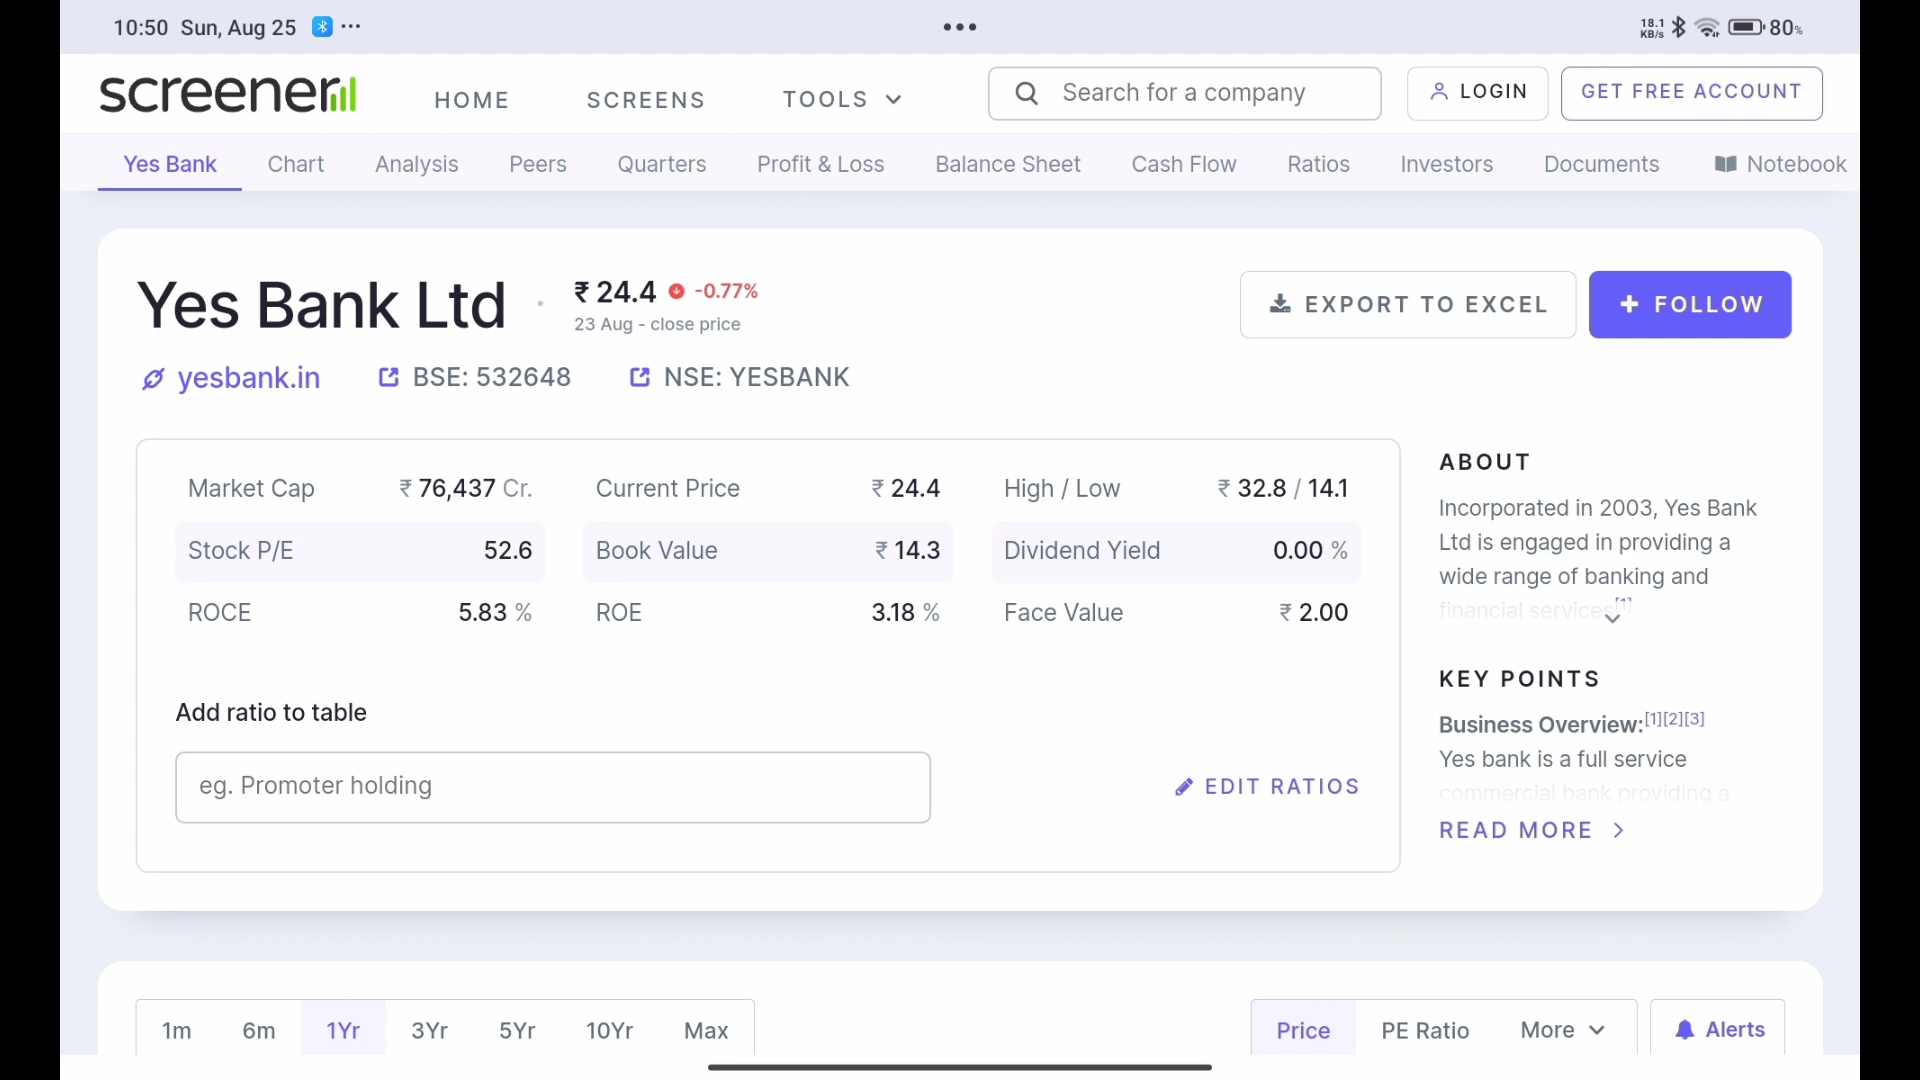 10:50 Sun, Aug 25 ... ••• 18.1 KB/s 80%
screener HOME SCREENS TOOLS Search for a company LOGIN GET FREE ACCOUNT
Yes Bank Chart Analysis Peers Quarters Profit & Loss Balance Sheet Cash Flow Ratios Investors Documents Notebook
Yes Bank Ltd · ₹ 24.4 -0.77%
23 Aug - close price
EXPORT TO EXCEL + FOLLOW
yesbank.in BSE: 532648 NSE: YESBANK
Market Cap ₹ 76,437 Cr. Current Price ₹ 24.4 High / Low ₹ 32.8 / 14.1
Stock P/E 52.6 Book Value ₹ 14.3 Dividend Yield 0.00 %
ROCE 5.83 % ROE 3.18 % Face Value ₹ 2.00
Add ratio to table
eg. Promoter holding EDIT RATIOS
ABOUT
Incorporated in 2003, Yes Bank
Ltd is engaged in providing a
wide range of banking and
financial services[1]
KEY POINTS
Business Overview:[1][2][3]
Yes bank is a full service
commercial bank providing a
READ MORE >
1m 6m 1Yr 3Yr 5Yr 10Yr Max Price PE Ratio More Alerts